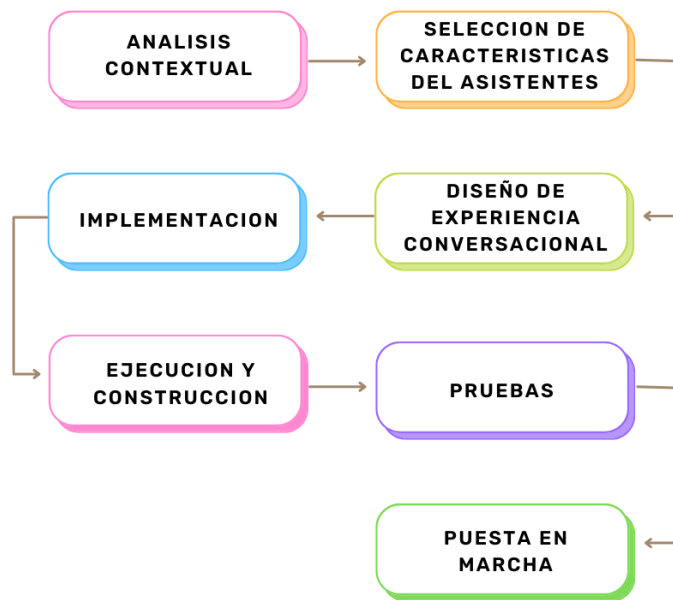 ANALISIS
CONTEXTUAL
SELECCION DE
CARACTERISTICAS
DEL ASISTENTES
DISEÑO DE
EXPERIENCIA
CONVERSACIONAL
IMPLEMENTACION
EJECUCION Y
CONSTRUCCION
PRUEBAS
PUESTA EN
MARCHA